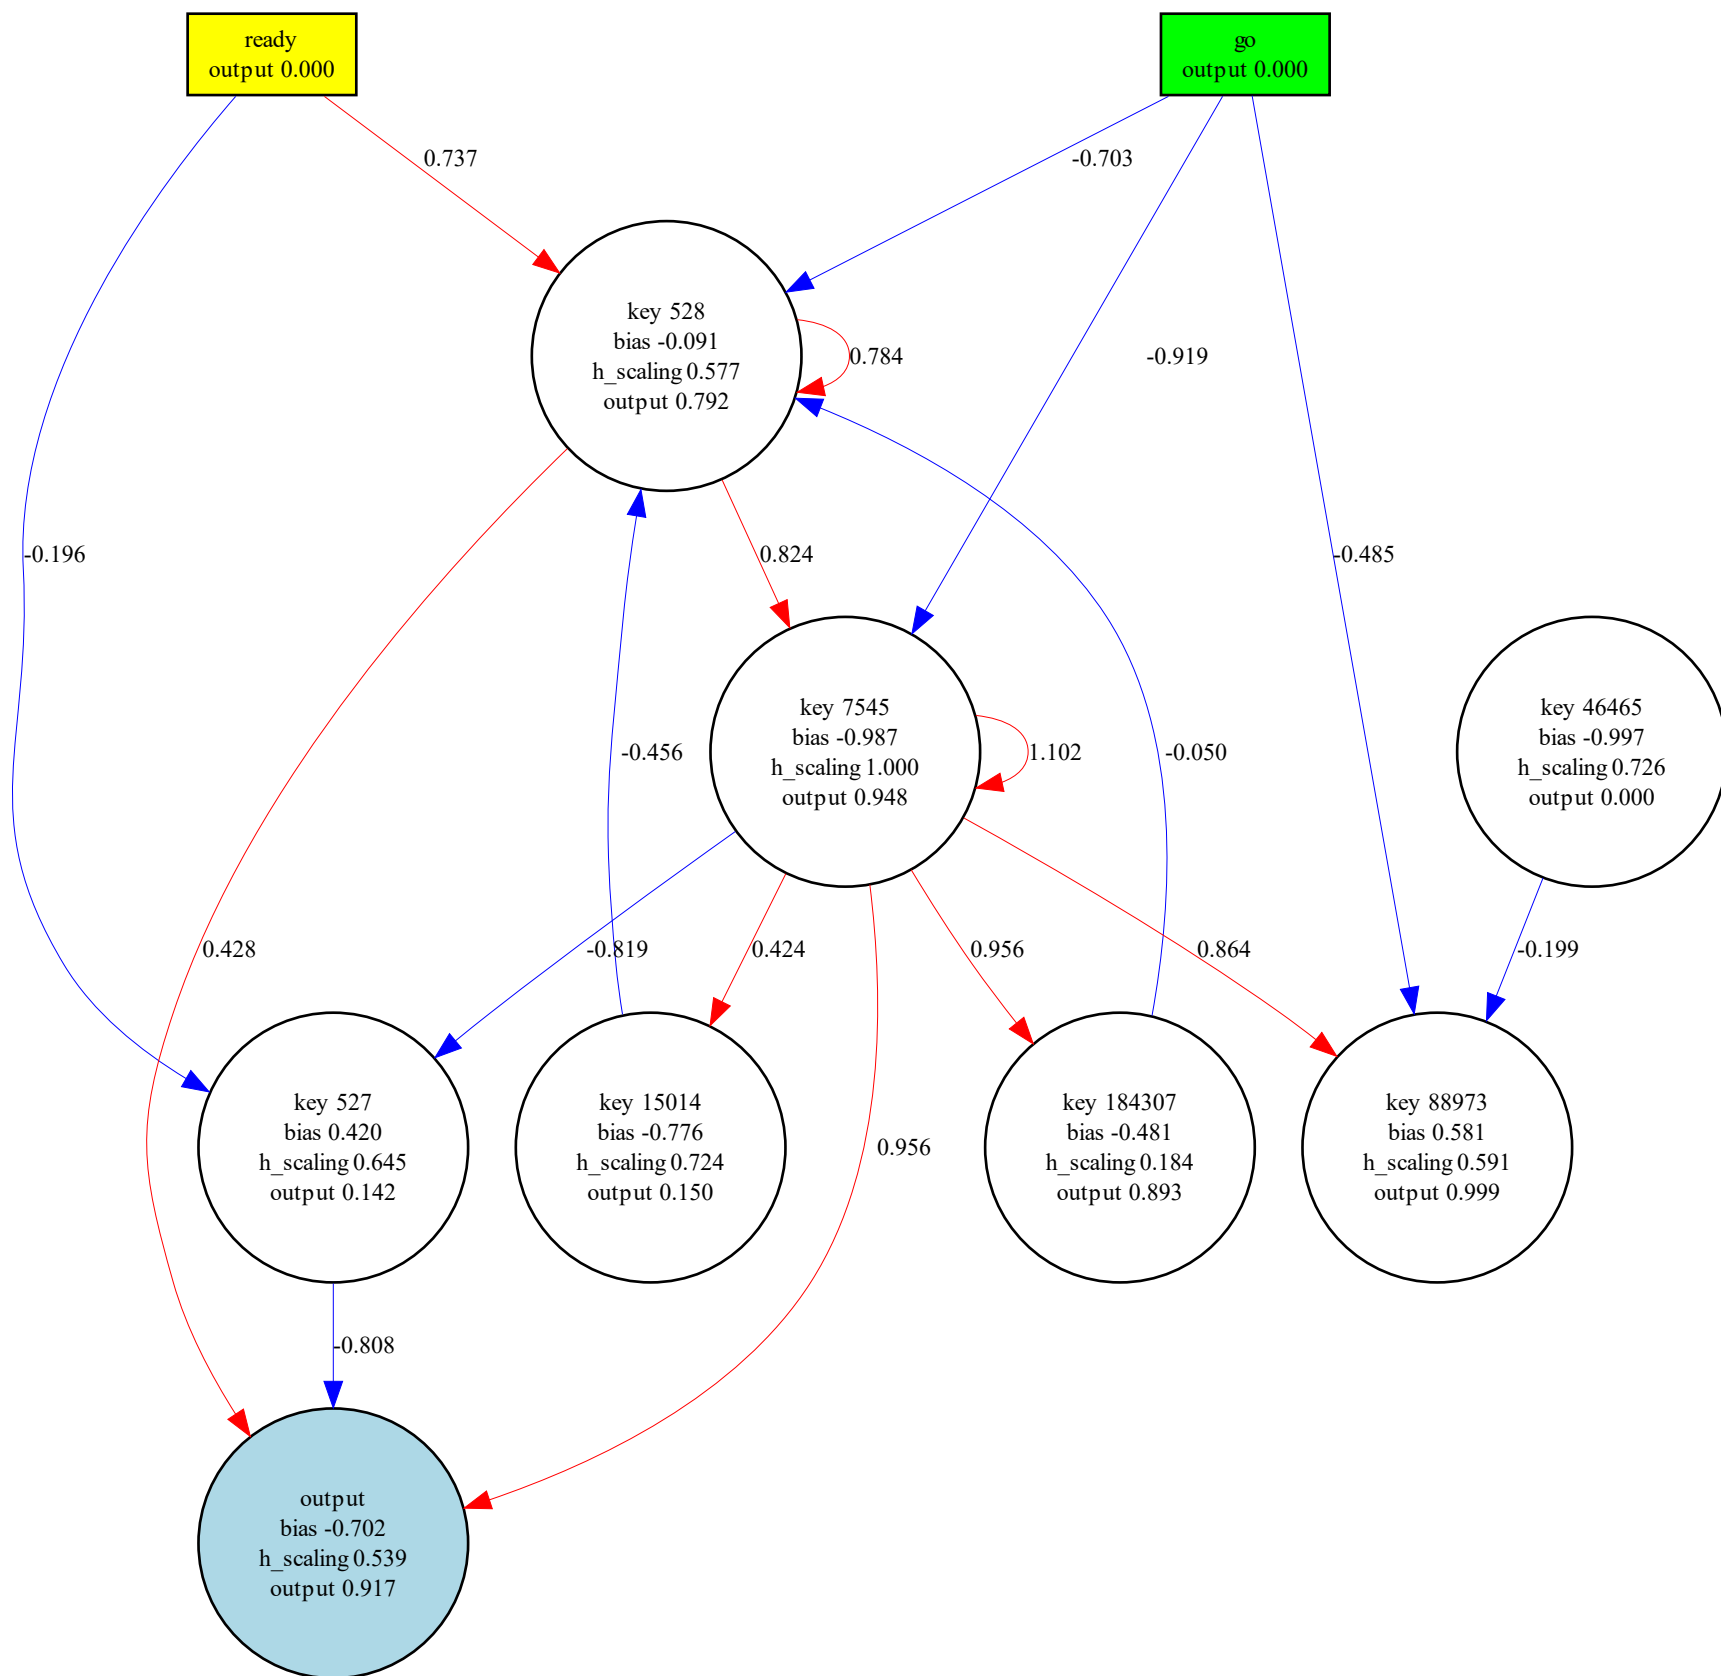 ready
output 0.000
go
output 0.000
0.737
-0.703
key 528
bias -0.091
h_scaling 0.577
output 0.792
0.784
-0.919
-0.196
0.824
-0.485
key 7545
bias -0.987
h_scaling 1.000
output 0.948
1.102
-0.456
-0.050
key 46465
bias -0.997
h_scaling 0.726
output 0.000
0.428
-0.819
0.424
0.956
0.864
-0.199
key 527
bias 0.420
h_scaling 0.645
output 0.142
key 15014
bias -0.776
h_scaling 0.724
output 0.150
0.956
key 184307
bias -0.481
h_scaling 0.184
output 0.893
key 88973
bias 0.581
h_scaling 0.591
output 0.999
-0.808
output
bias -0.702
h_scaling 0.539
output 0.917